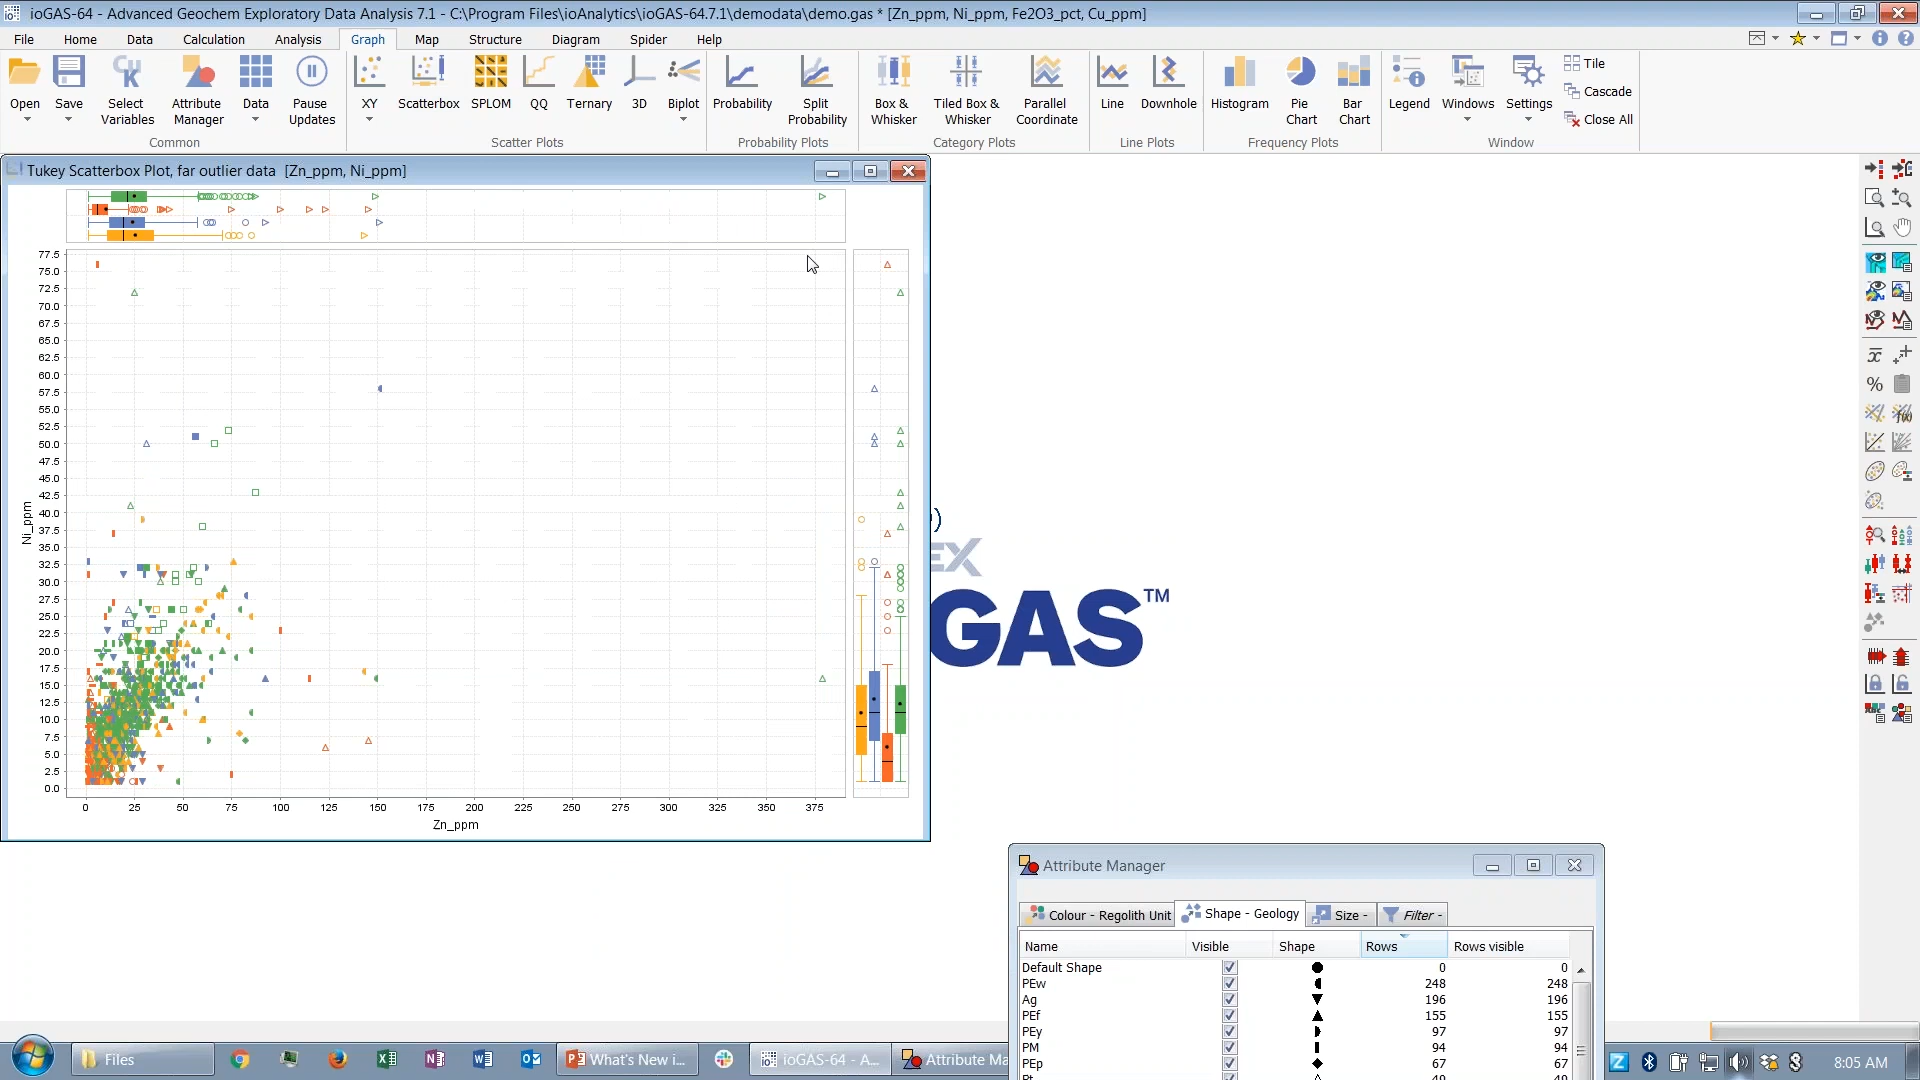 ioGAS-64 - Advanced Geochem Exploratory Data Analysis 7.1 - C:\Program Files\ioAnalytics\ioGAS-64.7.1\demodata\demo.gas * [Zn_ppm, Ni_ppm, Fe2O3_pct, Cu_ppm]
File Home Data Calculation Analysis Graph Map Structure Diagram Spider Help
Open Save Select Variables Attribute Manager Data Pause Updates XY Scatterbox SPLOM QQ Ternary 3D Biplot Probability Split Probability Box & Whisker Tiled Box & Whisker Parallel Coordinate Line Downhole Histogram Pie Chart Bar Chart Legend Windows Settings Tile
Cascade
Close All
Common Scatter Plots Probability Plots Category Plots Line Plots Frequency Plots Window
Tukey Scatterbox Plot, far outlier data [Zn_ppm, Ni_ppm]
77.5
75.0
72.5
70.0
67.5
65.0
62.5
60.0
57.5
55.0
52.5
50.0
47.5
45.0
42.5
40.0
37.5
35.0
32.5
30.0
27.5
25.0
22.5
20.0
17.5
15.0
12.5
10.0
7.5
5.0
2.5
0.0
Ni_ppm
0 25 50 75 100 125 150 175 200 225 250 275 300 325 350 375
Zn_ppm
EX
GAS™
Attribute Manager
Colour - Regolith Unit Shape - Geology Size - Filter -
Name Visible Shape Rows Rows visible
Default Shape 0 0
PEw 248 248
Ag 196 196
PEf 155 155
PEy 97 97
PM 94 94
PEp 67 67
Files What's New i... ioGAS-64 - A... Attribute Ma 8:05 AM